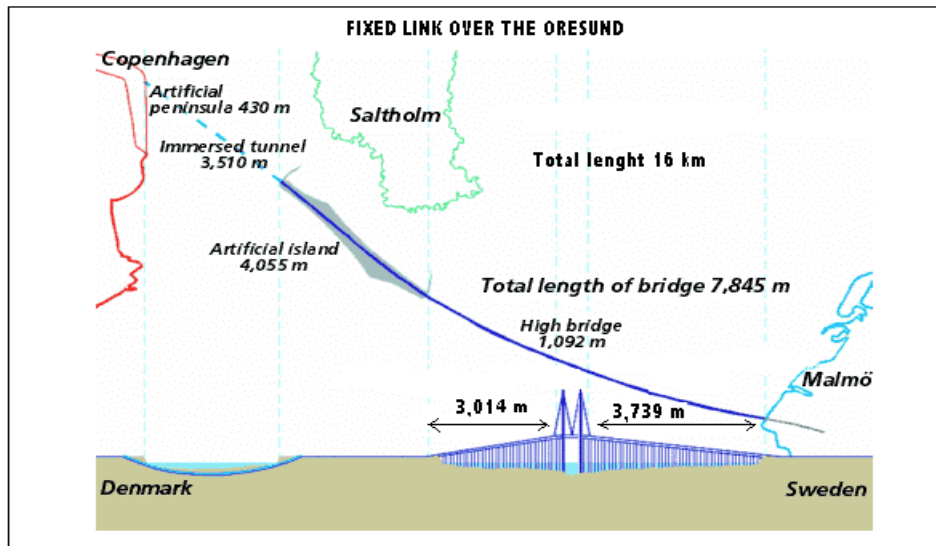 FIXED LINK OVER THE ORESUND
Copenhagen
Artificial
peninsula 430 m
Saltholm
Immersed tunnel
3,510 m
Total lenght 16 km
Artificial island
4,055 m
Total length of bridge 7,845 m
High bridge
1,092 m
Malmö
3,014 m
3,739 m
Denmark
Sweden